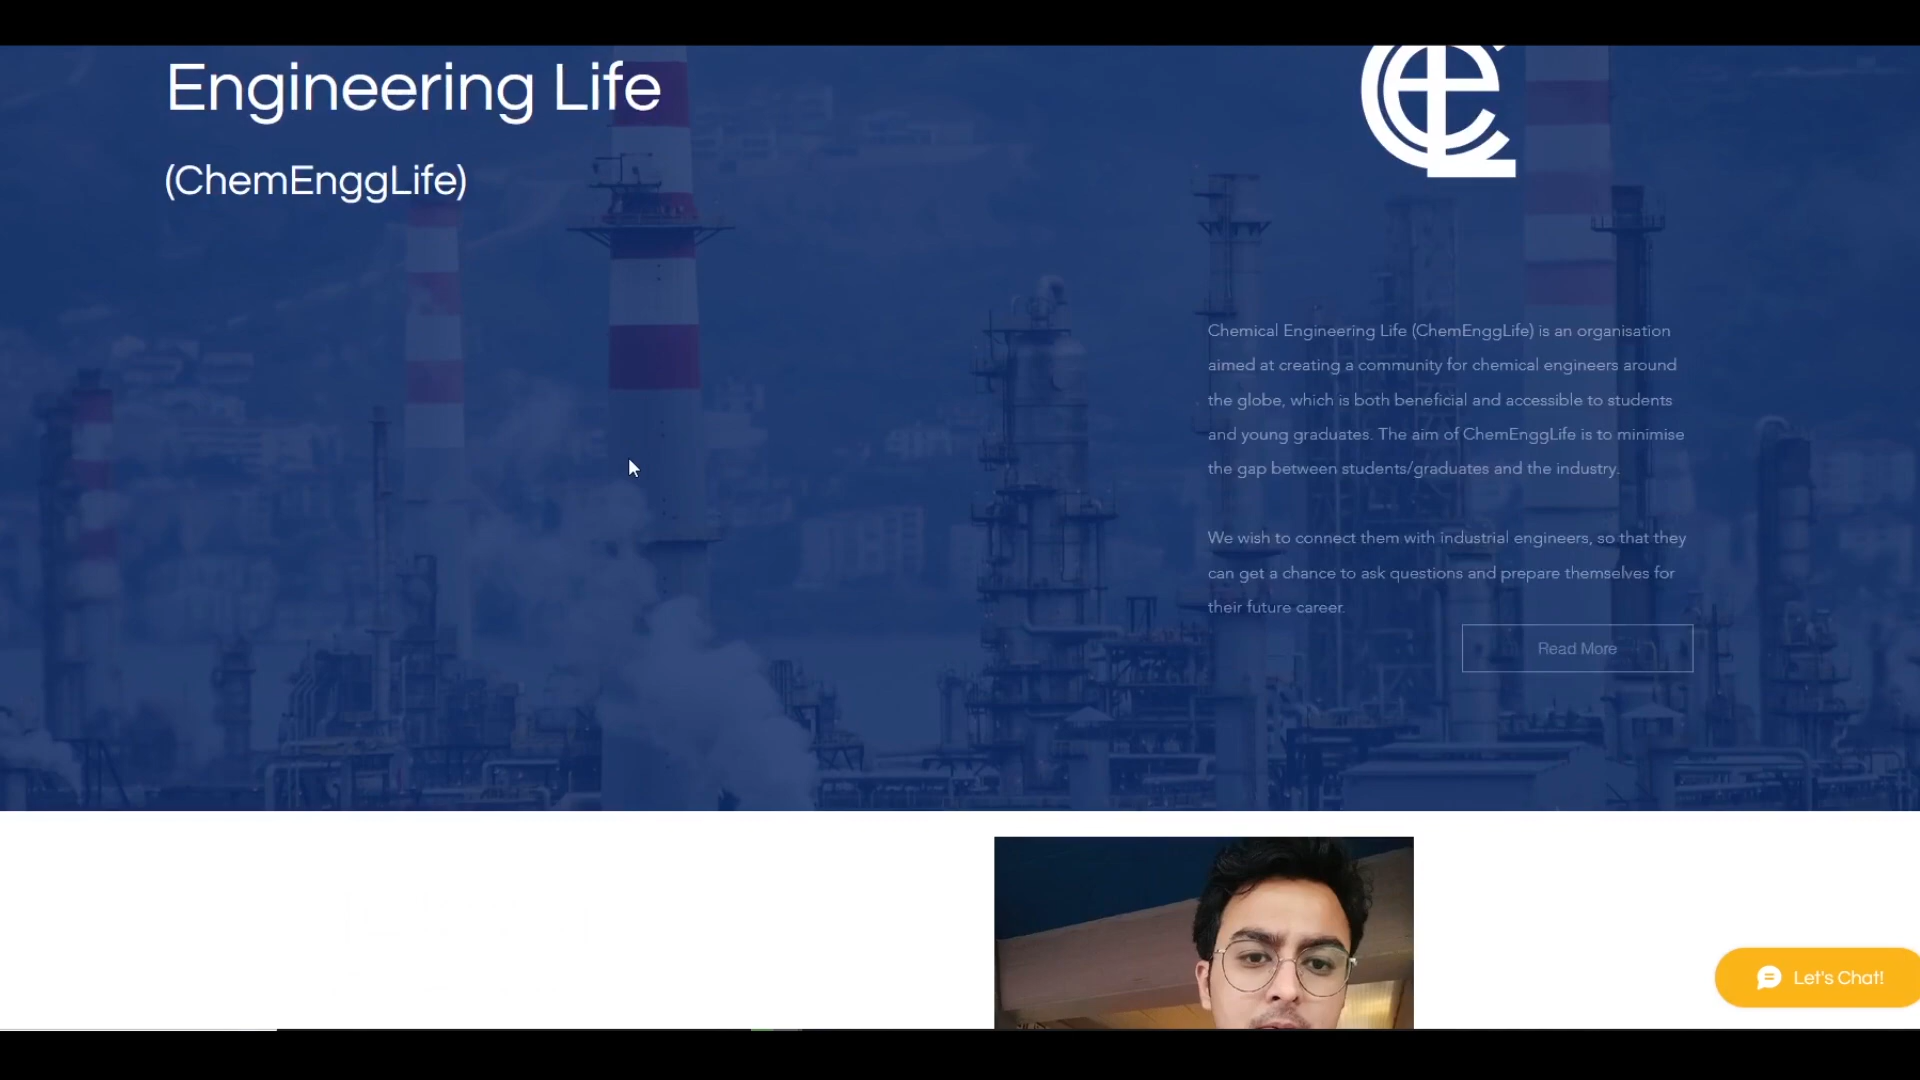 Engineering Life
(ChemEnggLife)
Chemical Engineering Life (ChemEnggLife) is an organisation
aimed at creating a community for chemical engineers around
the globe, which is both beneficial and accessible to students
and young graduates. The aim of ChemEnggLife is to minimise
the gap between students/graduates and the industry.
We wish to connect them with industrial engineers, so that they
can get a chance to ask questions and prepare themselves for
their future career.
Read More
Let's Chat!